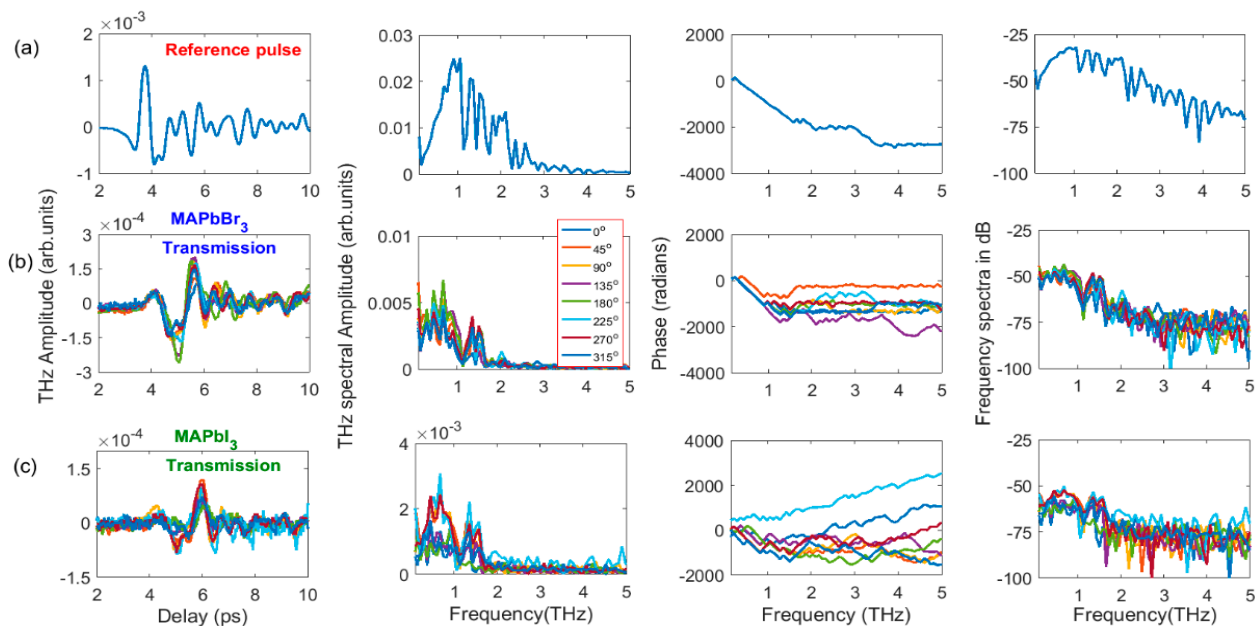 (a)
×10⁻³
Reference pulse
2
1
0
-1
2 4 6 8 10
0.03
0.02
0.01
0
1 2 3 4 5
2000
0
-2000
-4000
1 2 3 4 5
-25
-50
-75
-100
1 2 3 4 5
THz Amplitude (arb.units)
THz spectral Amplitude (arb.units)
Phase (radians)
Frequency spectra in dB
(b)
×10⁻⁴
MAPbBr₃
Transmission
3
1.5
0
-1.5
-3
2 4 6 8 10
0.01
0.005
0
1 2 3 4 5
0°
45°
90°
135°
180°
225°
270°
315°
2000
0
-2000
-4000
1 2 3 4 5
-25
-50
-75
-100
1 2 3 4 5
(c)
×10⁻⁴
MAPbI₃
Transmission
1.5
0
-1.5
2 4 6 8 10
Delay (ps)
×10⁻³
4
2
0
1 2 3 4 5
Frequency(THz)
4000
2000
0
-2000
1 2 3 4 5
Frequency (THz)
-25
-50
-75
-100
1 2 3 4 5
Frequency(THz)